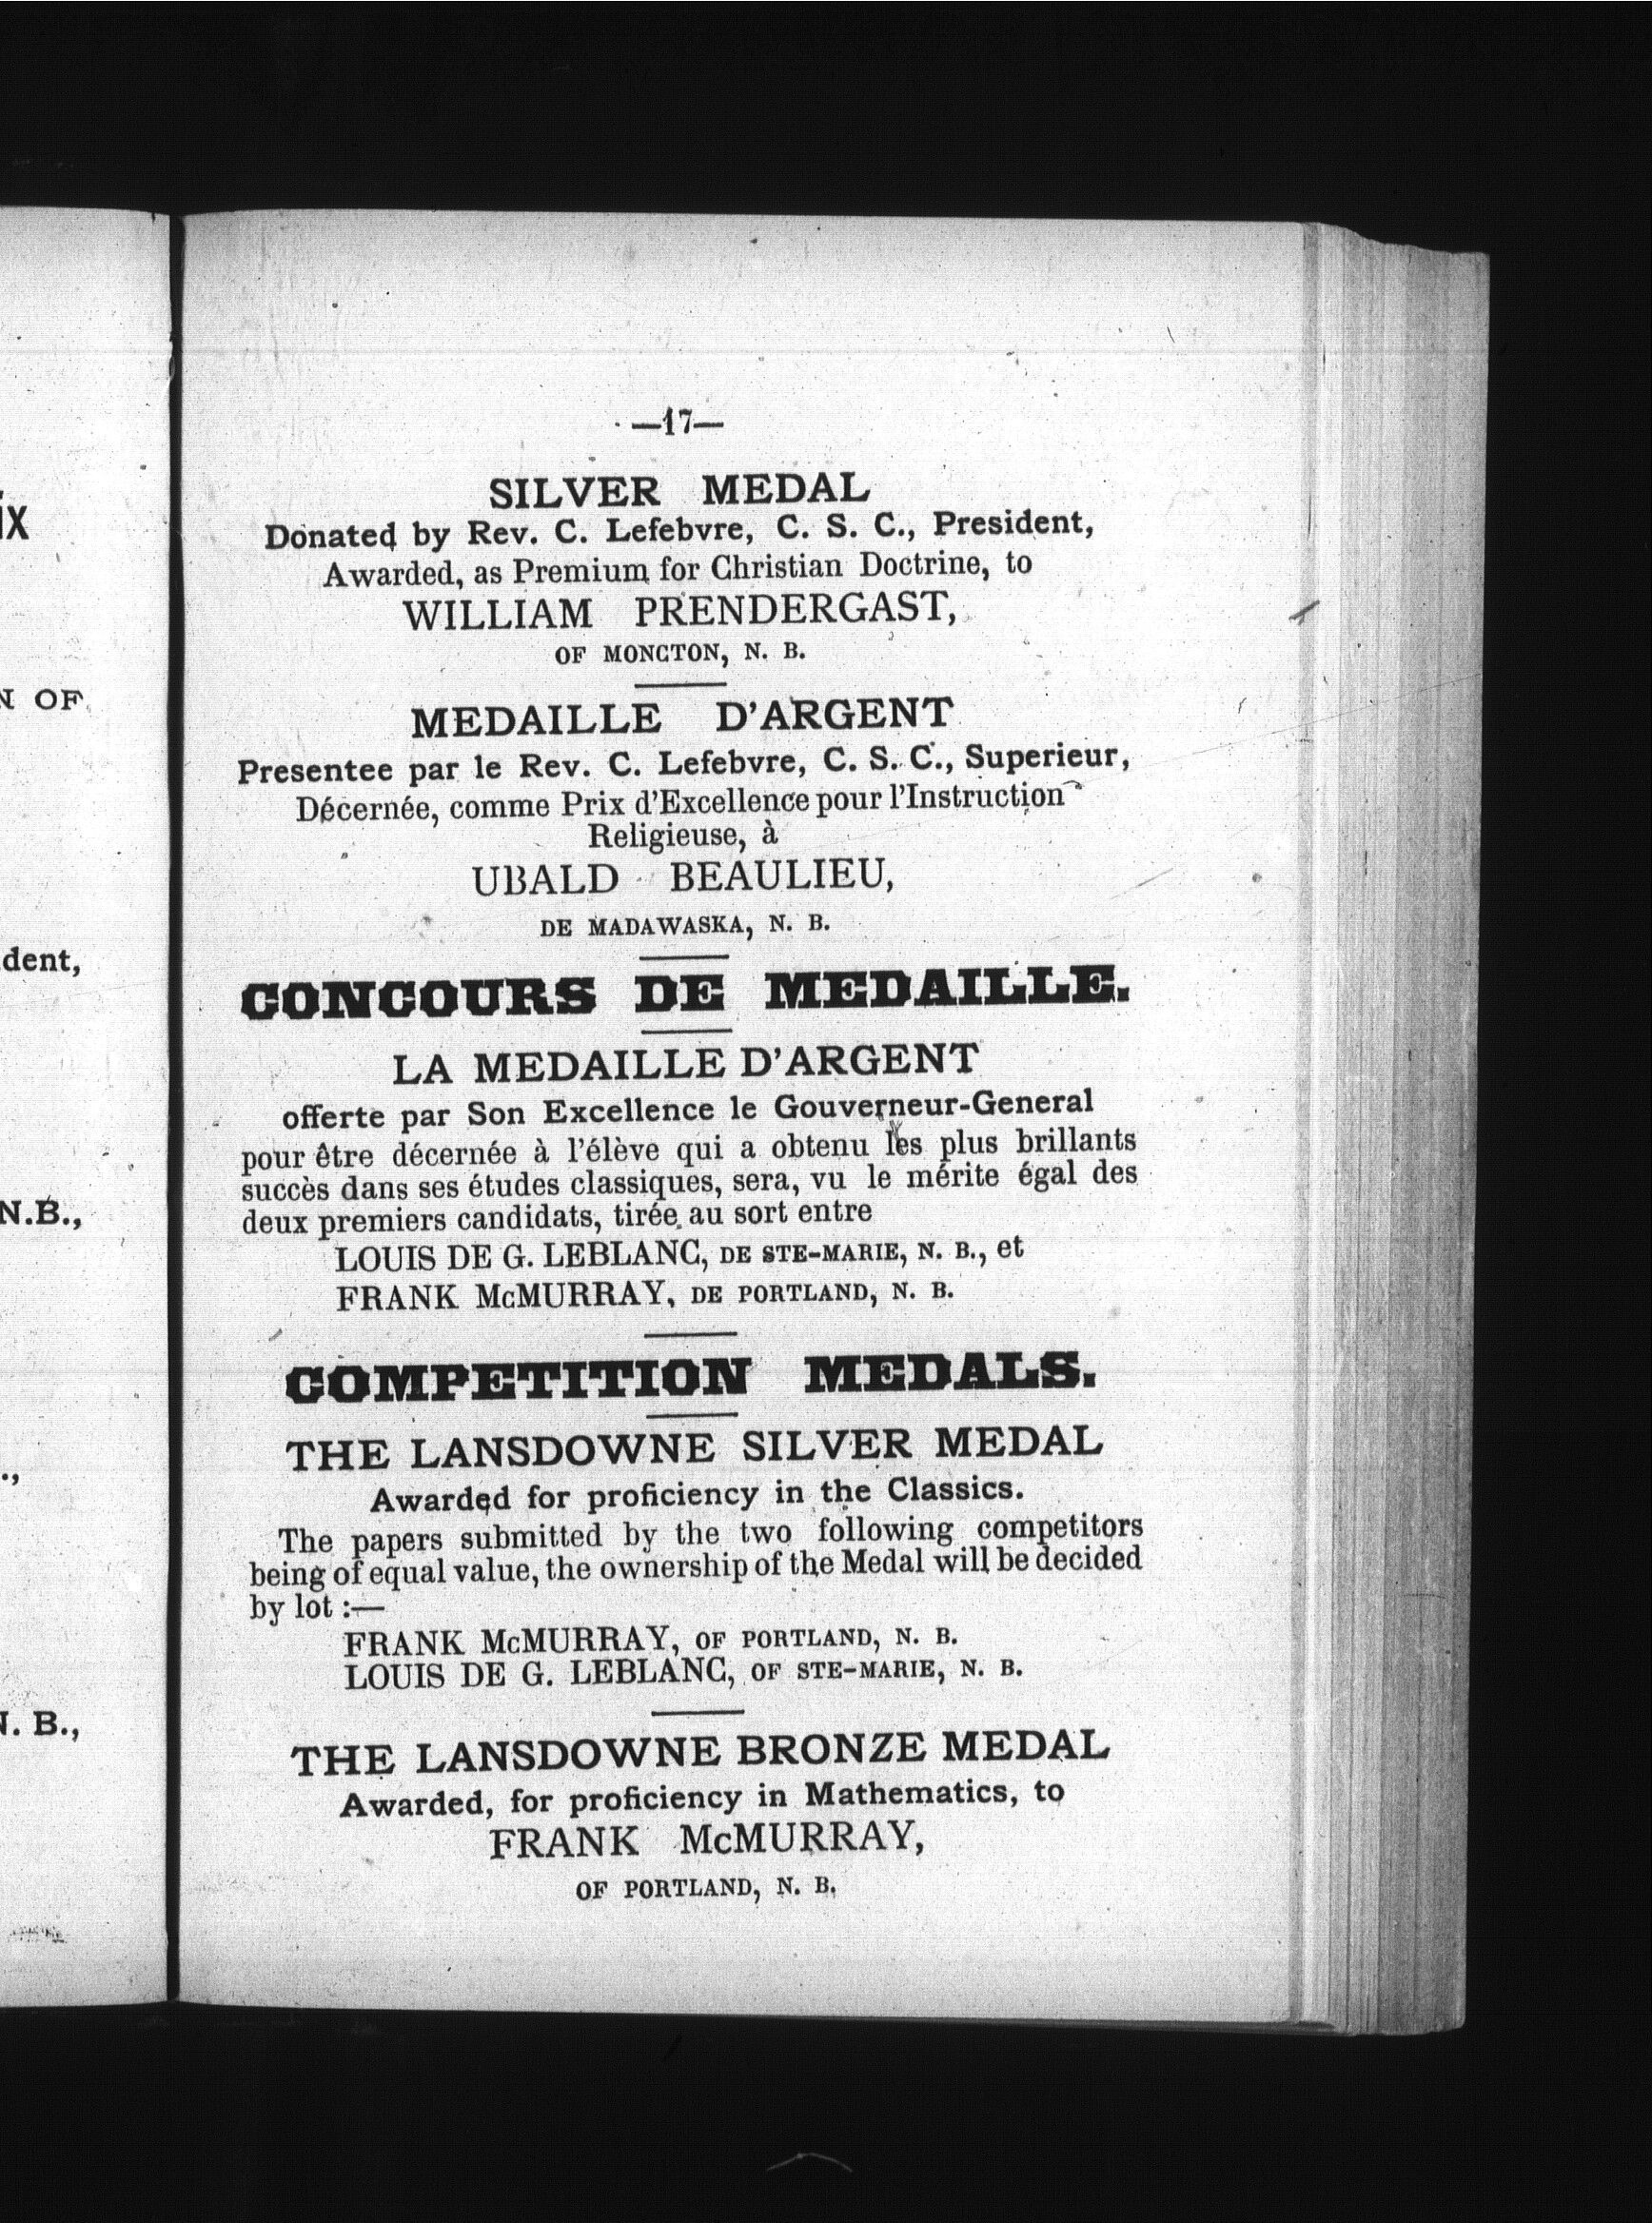 IX
N OF
dent,
N.B.,
.,
N. B.,
—17—
SILVER MEDAL
Donated by Rev. C. Lefebvre, C. S. C., President,
Awarded, as Premium for Christian Doctrine, to
WILLIAM PRENDERGAST,
OF MONCTON, N. B.
MEDAILLE D'ARGENT
Presentee par le Rev. C. Lefebvre, C. S. C., Superieur,
Décernée, comme Prix d'Excellence pour l'Instruction
Religieuse, à
UBALD BEAULIEU,
DE MADAWASKA, N. B.
CONCOURS DE MEDAILLE.
LA MEDAILLE D'ARGENT
offerte par Son Excellence le Gouverneur-General
pour être décernée à l'élève qui a obtenu les plus brillants
succès dans ses études classiques, sera, vu le mérite égal des
deux premiers candidats, tirée au sort entre
LOUIS DE G. LEBLANC, DE STE-MARIE, N. B., et
FRANK McMURRAY, DE PORTLAND, N. B.
COMPETITION MEDALS.
THE LANSDOWNE SILVER MEDAL
Awarded for proficiency in the Classics.
The papers submitted by the two following competitors
being of equal value, the ownership of the Medal will be decided
by lot :—
FRANK McMURRAY, OF PORTLAND, N. B.
LOUIS DE G. LEBLANC, OF STE-MARIE, N. B.
THE LANSDOWNE BRONZE MEDAL
Awarded, for proficiency in Mathematics, to
FRANK McMURRAY,
OF PORTLAND, N. B.